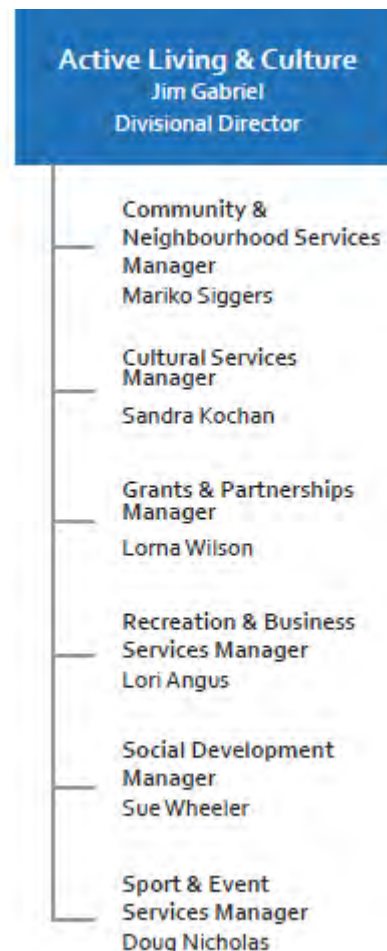 Active Living & Culture
Jim Gabriel
Divisional Director
Community &
Neighbourhood Services
Manager
Mariko Siggers
Cultural Services
Manager
Sandra Kochan
Grants & Partnerships
Manager
Lorna Wilson
Recreation & Business
Services Manager
Lori Angus
Social Development
Manager
Sue Wheeler
Sport & Event
Services Manager
Doug Nicholas